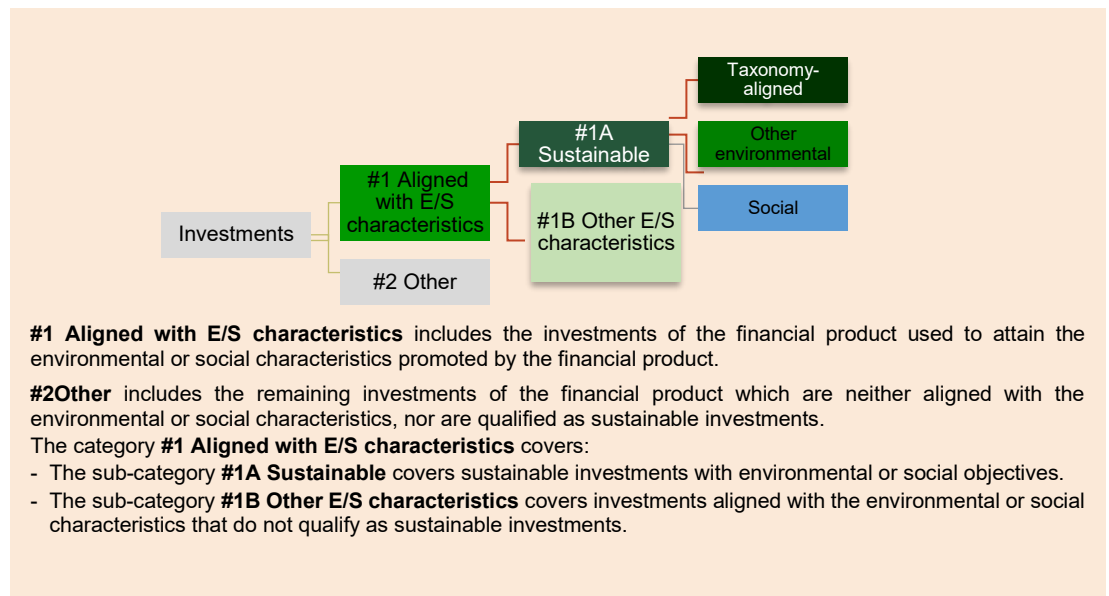 Taxonomy-
aligned
#1A
Sustainable
Other
environmental
#1 Aligned
with E/S
characteristics
Social
#1B Other E/S
characteristics
Investments
#2 Other
#1 Aligned with E/S characteristics includes the investments of the financial product used to attain the
environmental or social characteristics promoted by the financial product.
#2Other includes the remaining investments of the financial product which are neither aligned with the
environmental or social characteristics, nor are qualified as sustainable investments.
The category #1 Aligned with E/S characteristics covers:
- The sub-category #1A Sustainable covers sustainable investments with environmental or social objectives.
- The sub-category #1B Other E/S characteristics covers investments aligned with the environmental or social
characteristics that do not qualify as sustainable investments.